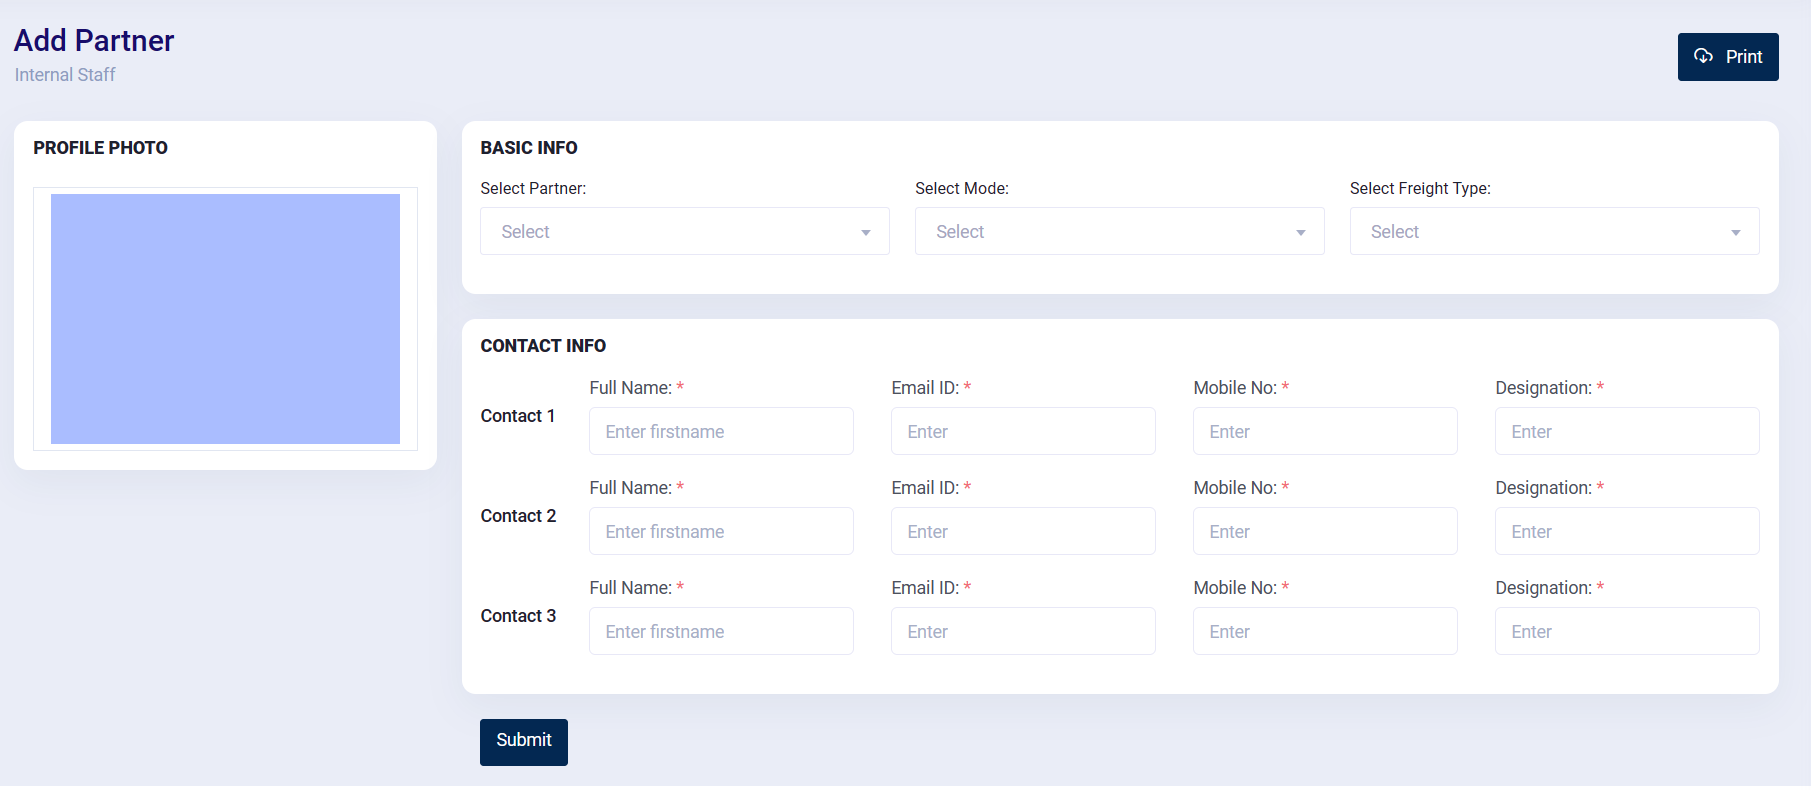 Add Partner
Internal Staff
Print
PROFILE PHOTO
BASIC INFO
Select Partner: Select Mode: Select Freight Type:
Select Select Select
CONTACT INFO
Contact 1
Full Name: * Email ID: * Mobile No: * Designation: *
Enter firstname Enter Enter Enter
Contact 2
Full Name: * Email ID: * Mobile No: * Designation: *
Enter firstname Enter Enter Enter
Contact 3
Full Name: * Email ID: * Mobile No: * Designation: *
Enter firstname Enter Enter Enter
Submit